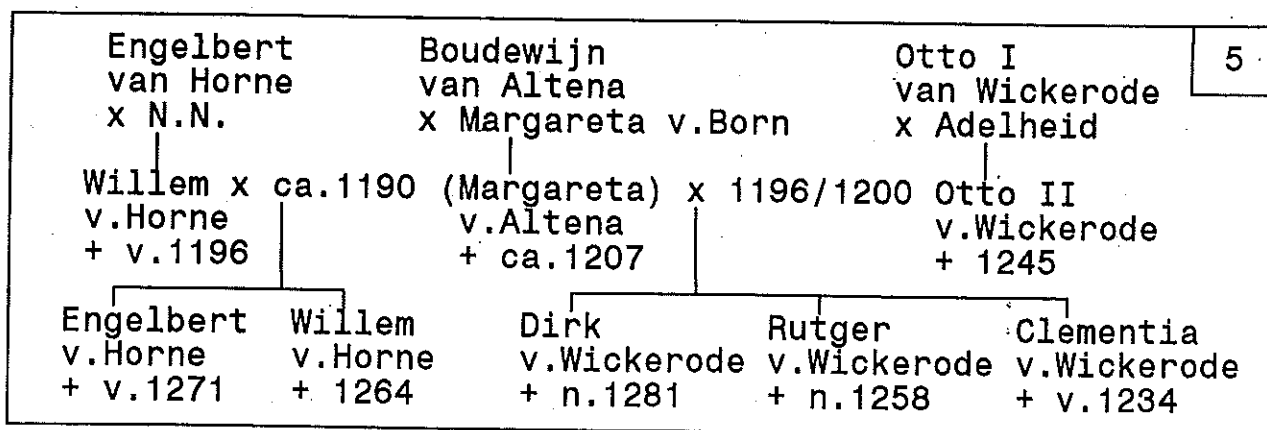 Engelbert Boudewijn Otto I 5
van Horne van Altena van Wickerode
x N.N. x Margareta v.Born x Adelheid
Willem x ca.1190 (Margareta) x 1196/1200 Otto II
v.Horne v.Altena v.Wickerode
+ v.1196 + ca.1207 + 1245
Engelbert Willem Dirk Rutger Clementia
v.Horne v.Horne v.Wickerode v.Wickerode v.Wickerode
+ v.1271 + 1264 + n.1281 + n.1258 + v.1234